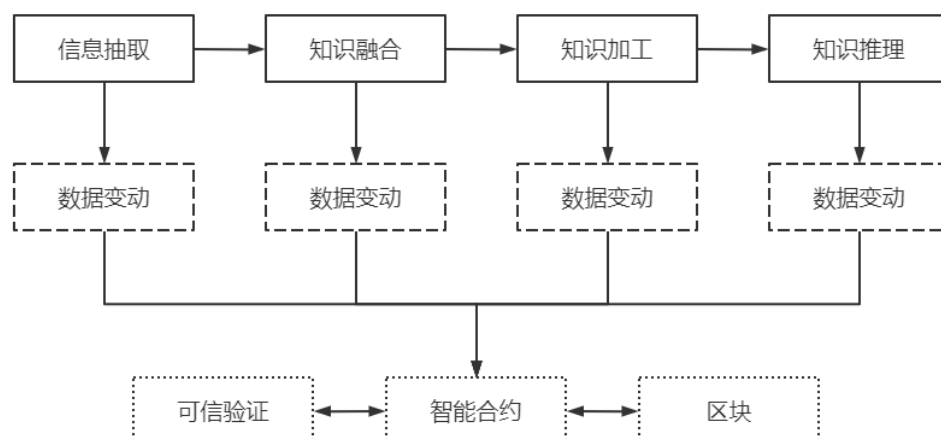 信息抽取
知识融合
知识加工
知识推理
数据变动
数据变动
数据变动
数据变动
可信验证
智能合约
区块